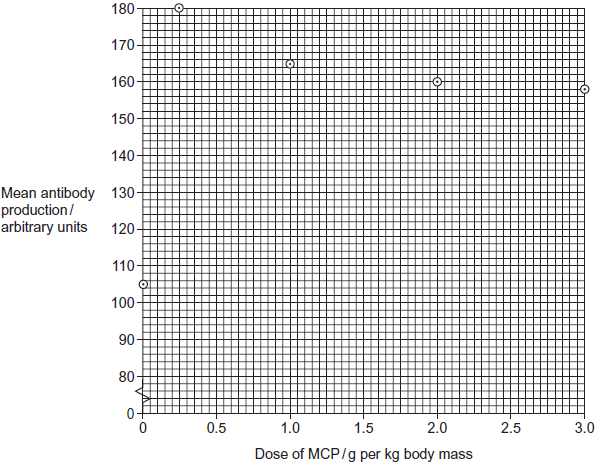 180
170
160
150
140
130
120
110
100
90
80
0
Mean antibody
production /
arbitrary units
0 0.5 1.0 1.5 2.0 2.5 3.0
Dose of MCP / g per kg body mass